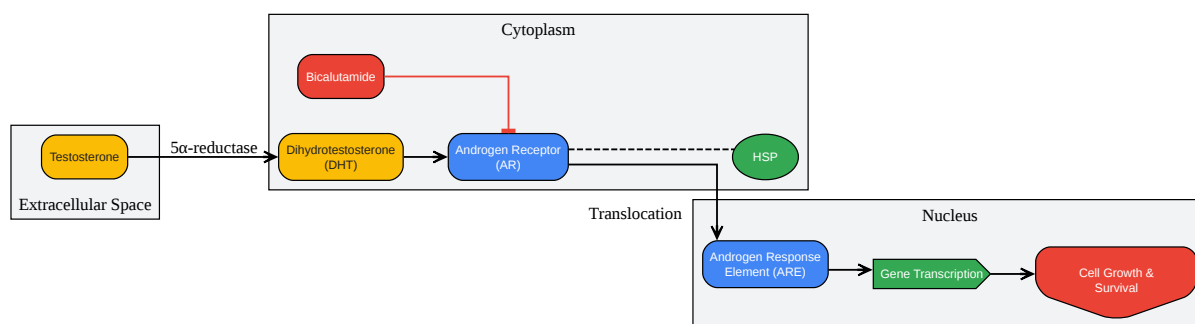 Cytoplasm
Bicalutamide
Testosterone
Extracellular Space
5α-reductase
Dihydrotestosterone
(DHT)
Androgen Receptor
(AR)
HSP
Translocation
Nucleus
Androgen Response
Element (ARE)
Gene Transcription
Cell Growth &
Survival